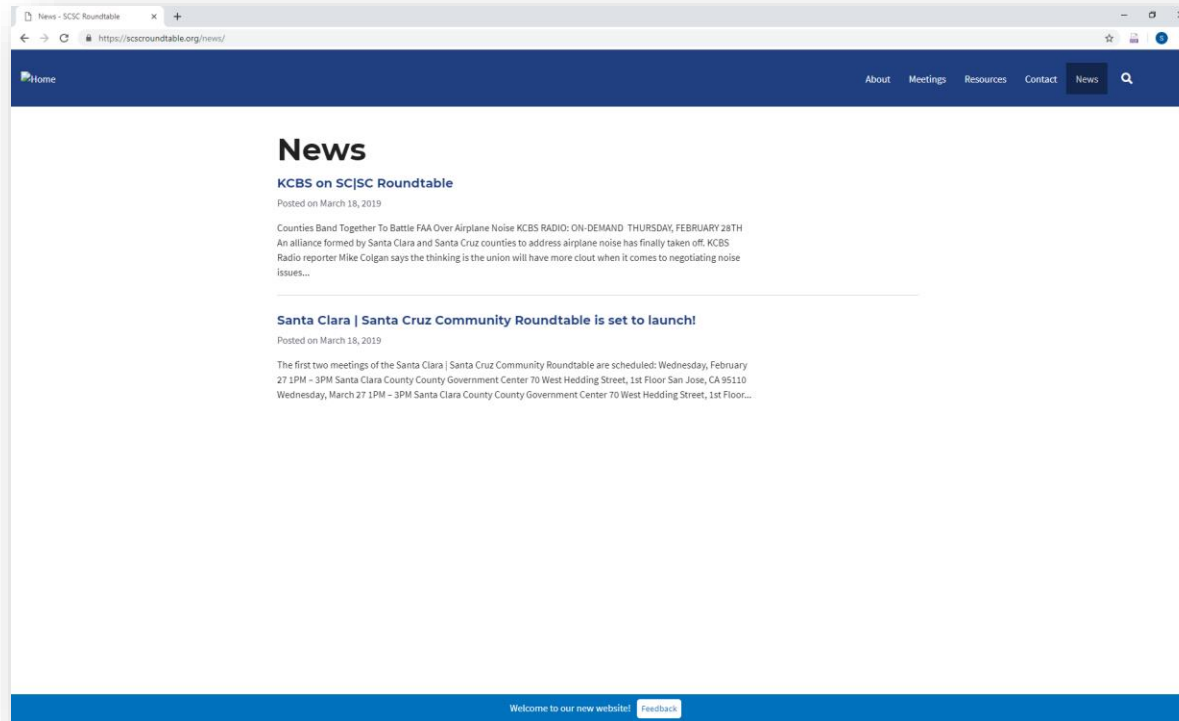 News - SCSC Roundtable
https://scscroundtable.org/news/
Home
About Meetings Resources Contact News
News
KCBS on SC|SC Roundtable
Posted on March 18, 2019
Counties Band Together To Battle FAA Over Airplane Noise KCBS RADIO: ON-DEMAND THURSDAY, FEBRUARY 28TH
An alliance formed by Santa Clara and Santa Cruz counties to address airplane noise has finally taken off. KCBS
Radio reporter Mike Colgan says the thinking is the union will have more clout when it comes to negotiating noise
issues...
Santa Clara | Santa Cruz Community Roundtable is set to launch!
Posted on March 18, 2019
The first two meetings of the Santa Clara | Santa Cruz Community Roundtable are scheduled: Wednesday, February
27 1PM – 3PM Santa Clara County County Government Center 70 West Hedding Street, 1st Floor San Jose, CA 95110
Wednesday, March 27 1PM – 3PM Santa Clara County County Government Center 70 West Hedding Street, 1st Floor...
Welcome to our new website! Feedback